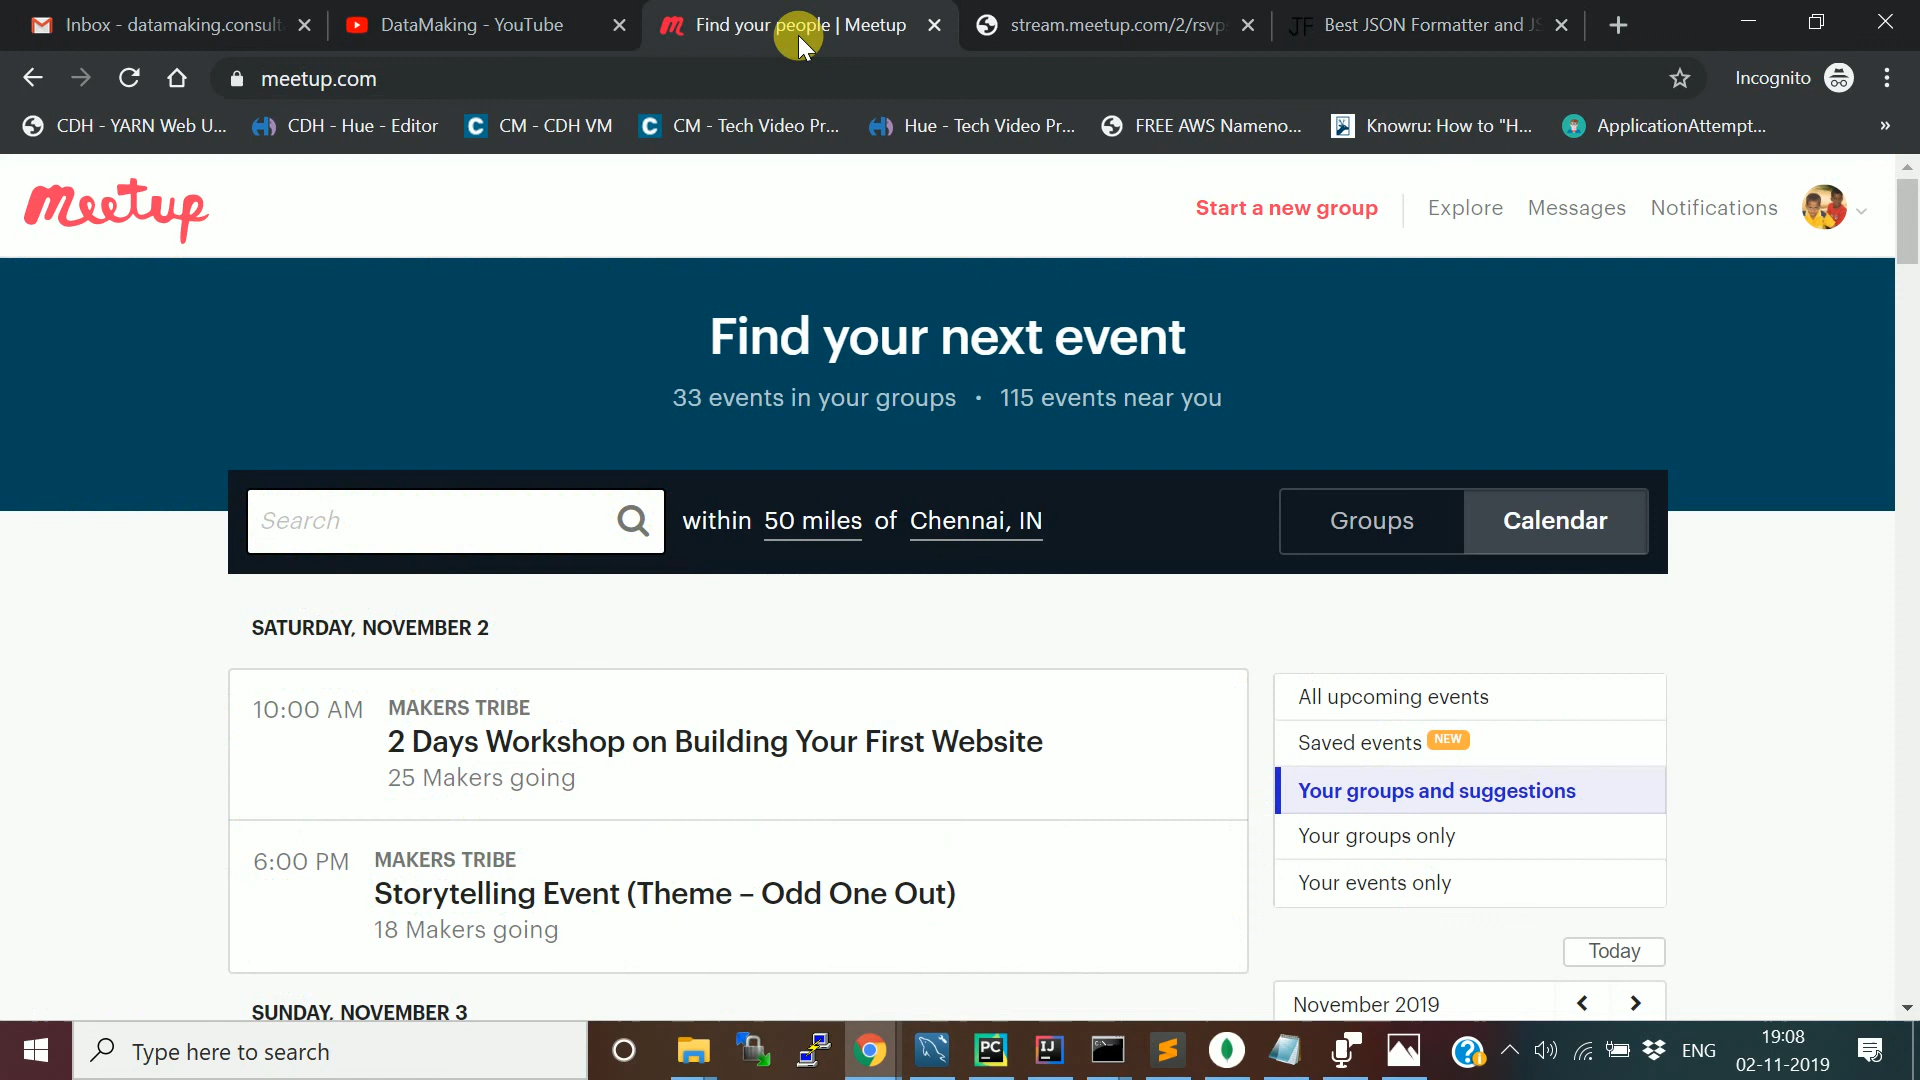 Inbox - datamaking.consult
DataMaking - YouTube
Find your people | Meetup
stream.meetup.com/2/rsvp
Best JSON Formatter and JS
meetup.com
Incognito
CDH - YARN Web U...
CDH - Hue - Editor
CM - CDH VM
CM - Tech Video Pr...
Hue - Tech Video Pr...
FREE AWS Nameno...
Knowru: How to "H...
ApplicationAttempt...
»
Meetup
Start a new group
Explore
Messages
Notifications
Find your next event
33 events in your groups • 115 events near you
Search
within 50 miles of Chennai, IN
Groups
Calendar
SATURDAY, NOVEMBER 2
10:00 AM
MAKERS TRIBE
2 Days Workshop on Building Your First Website
25 Makers going
6:00 PM
MAKERS TRIBE
Storytelling Event (Theme – Odd One Out)
18 Makers going
SUNDAY, NOVEMBER 3
All upcoming events
Saved events NEW
Your groups and suggestions
Your groups only
Your events only
Today
November 2019
Type here to search
ENG
19:08
02-11-2019